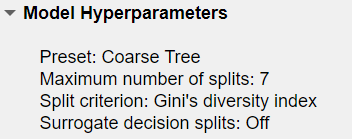 Model Hyperparameters
Preset: Coarse Tree
Maximum number of splits: 7
Split criterion: Gini's diversity index
Surrogate decision splits: Off